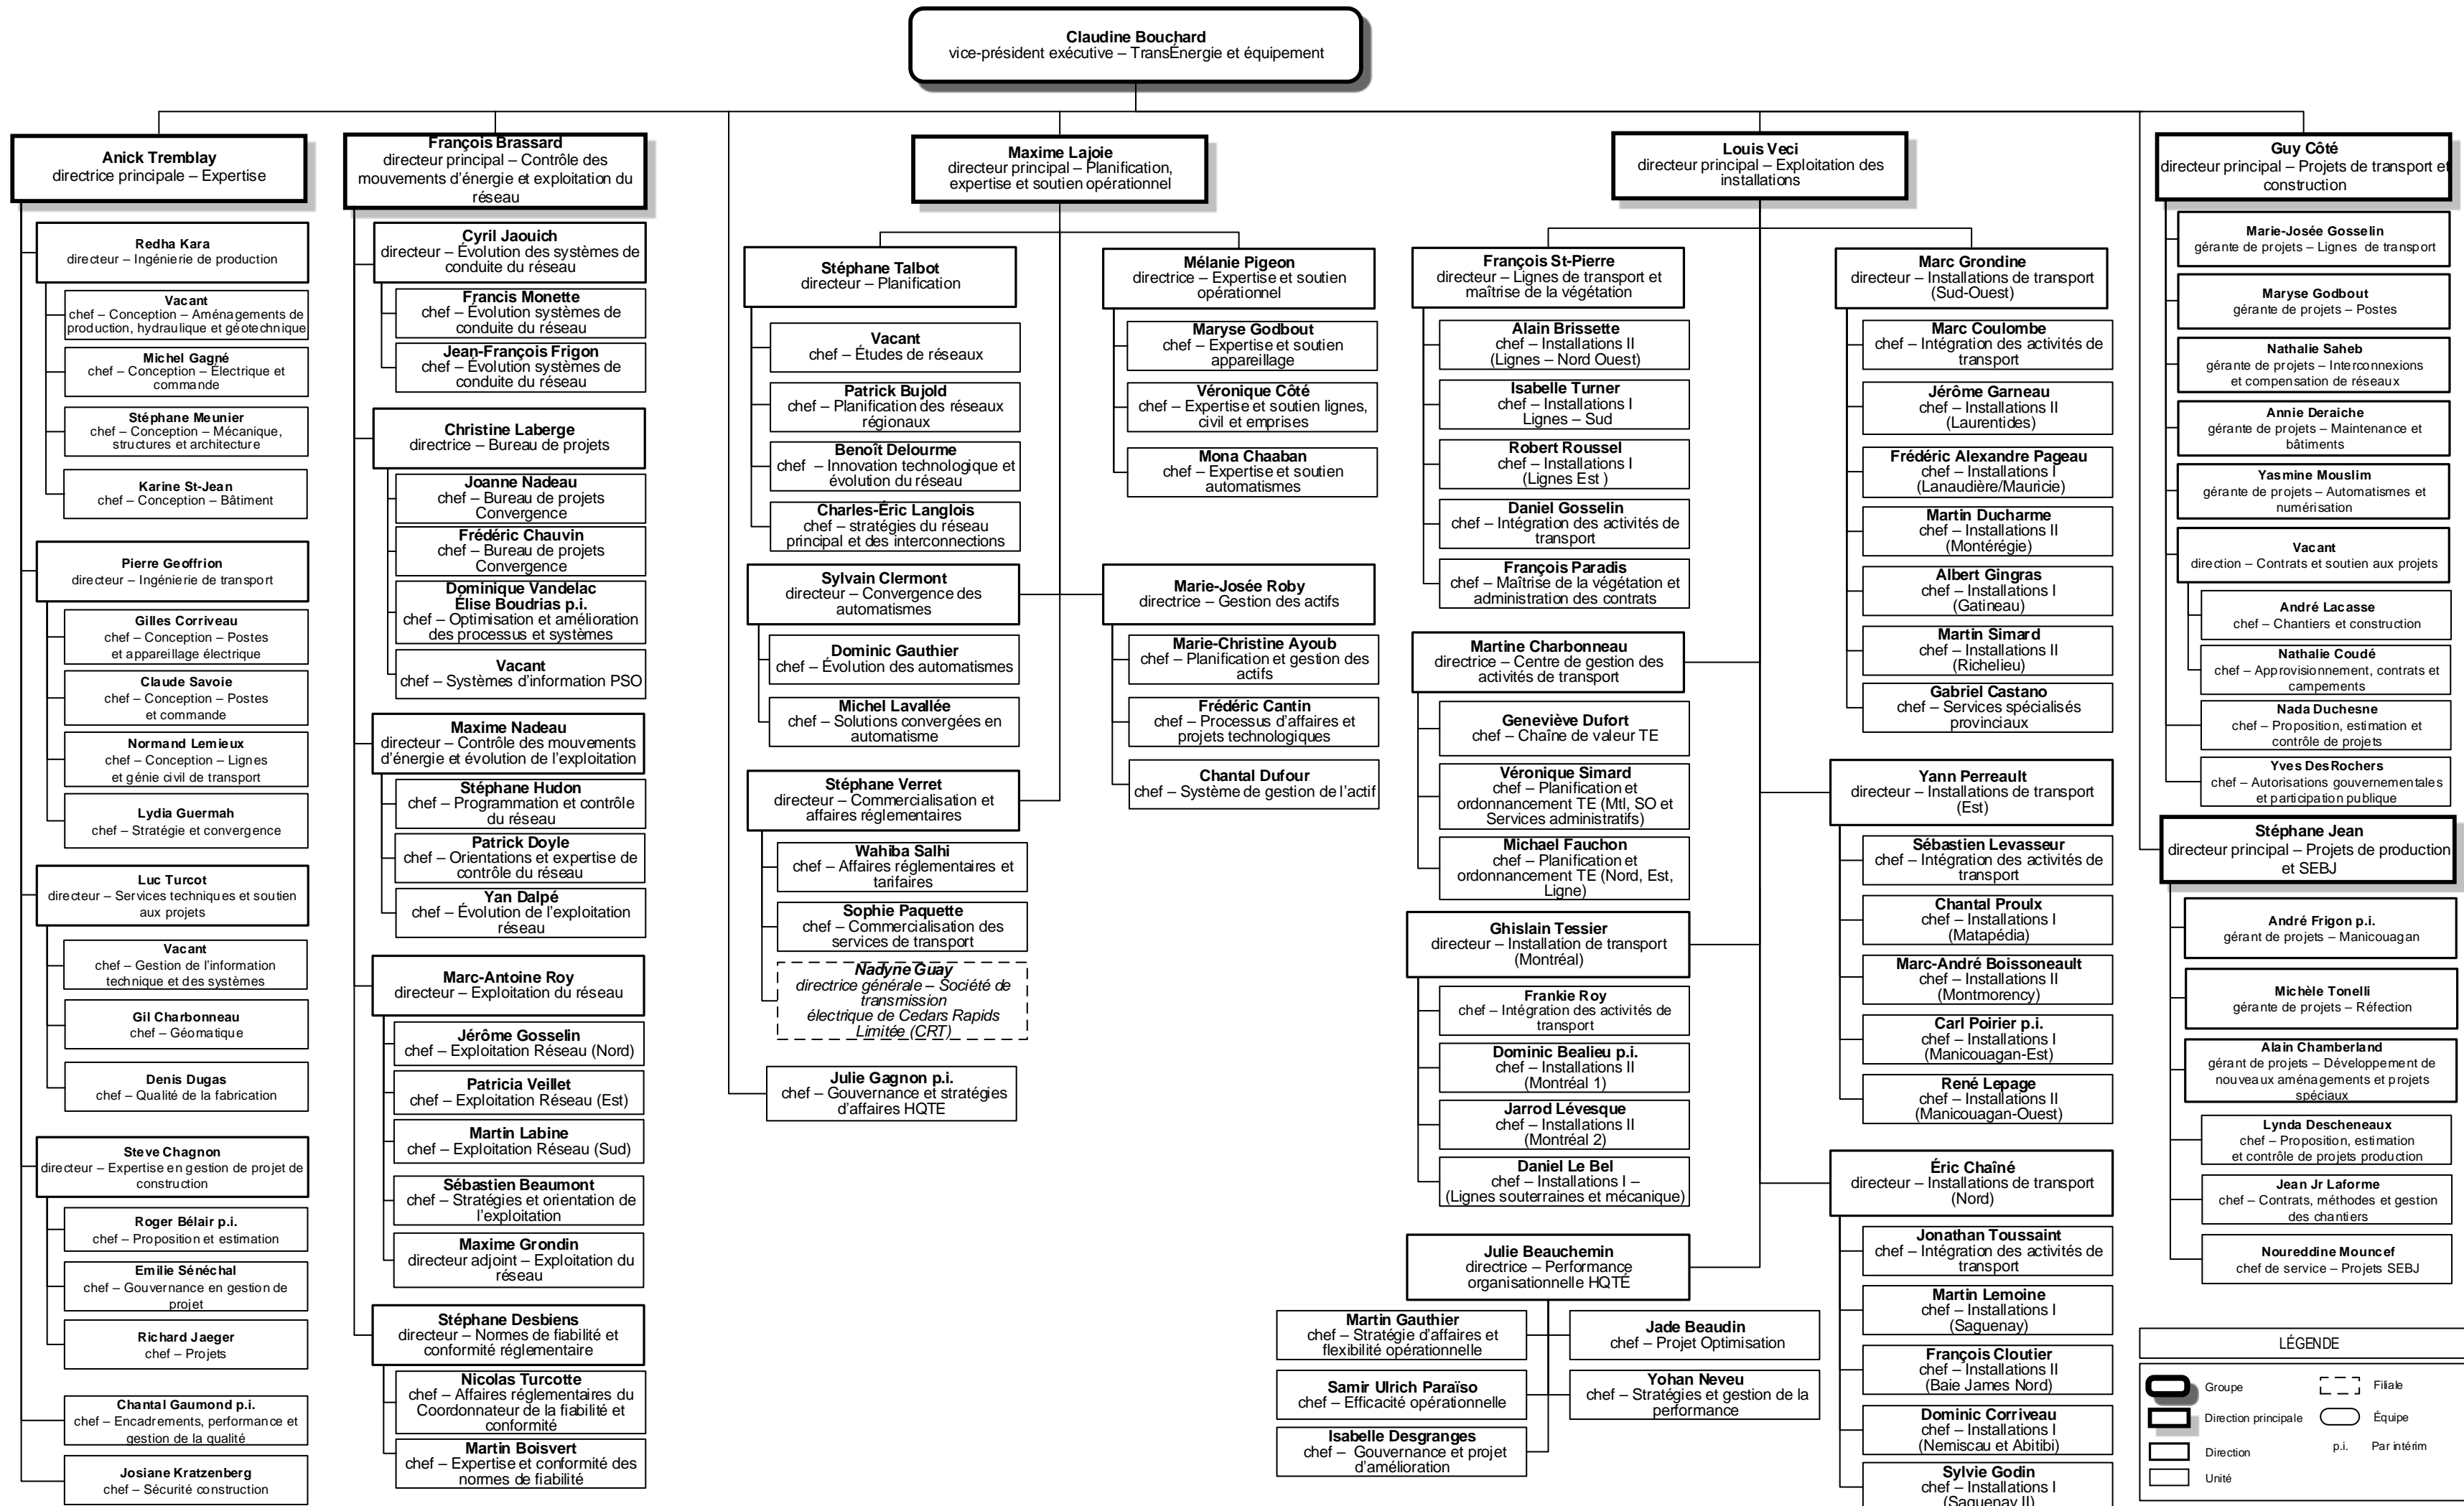 Claudine Bouchard
vice-président exécutive – TransÉnergie et équipement
Anick Tremblay
directrice principale – Expertise
Redha Kara
directeur – Ingénierie de production
Vacant
chef – Conception – Aménagements de
production, hydraulique et géotechnique
Michel Gagné
chef – Conception – Électrique et
commande
Stéphane Meunier
chef – Conception – Mécanique,
structures et architecture
Karine St-Jean
chef – Conception – Bâtiment
Pierre Geoffrion
directeur – Ingénierie de transport
Gilles Corriveau
chef – Conception – Postes
et appareillage électrique
Claude Savoie
chef – Conception – Postes
et commande
Normand Lemieux
chef – Conception – Lignes
et génie civil de transport
Lydia Guermah
chef – Stratégie et convergence
Luc Turcot
directeur – Services techniques et soutien
aux projets
Vacant
chef – Gestion de l'information
technique et des systèmes
Gil Charbonneau
chef – Géomatique
Denis Dugas
chef – Qualité de la fabrication
Steve Chagnon
directeur – Expertise en gestion de projet de
construction
Roger Bélair p.i.
chef – Proposition et estimation
Emilie Sénéchal
chef – Gouvernance en gestion de
projet
Richard Jaeger
chef – Projets
Chantal Gaumond p.i.
chef – Encadrements, performance et
gestion de la qualité
Josiane Kratzenberg
chef – Sécurité construction
François Brassard
directeur principal – Contrôle des
mouvements d'énergie et exploitation du
réseau
Cyril Jaouich
directeur – Évolution des systèmes de
conduite du réseau
Francis Monette
chef – Évolution systèmes de
conduite du réseau
Jean-François Frigon
chef – Évolution systèmes de
conduite du réseau
Christine Laberge
directrice – Bureau de projets
Joanne Nadeau
chef – Bureau de projets
Convergence
Frédéric Chauvin
chef – Bureau de projets
Convergence
Dominique Vandelac
Élise Boudrias p.i.
chef – Optimisation et amélioration
des processus et systèmes
Vacant
chef – Systèmes d'information PSO
Maxime Nadeau
directeur – Contrôle des mouvements
d'énergie et évolution de l'exploitation
Stéphane Hudon
chef – Programmation et contrôle
du réseau
Patrick Doyle
chef – Orientations et expertise de
contrôle du réseau
Yan Dalpé
chef – Évolution de l'exploitation
réseau
Marc-Antoine Roy
directeur – Exploitation du réseau
Jérôme Gosselin
chef – Exploitation Réseau (Nord)
Patricia Veillet
chef – Exploitation Réseau (Est)
Martin Labine
chef – Exploitation Réseau (Sud)
Sébastien Beaumont
chef – Stratégies et orientation de
l'exploitation
Maxime Grondin
directeur adjoint – Exploitation du
réseau
Stéphane Desbiens
directeur – Normes de fiabilité et
conformité réglementaire
Nicolas Turcotte
chef – Affaires réglementaires du
Coordonnateur de la fiabilité et
conformité
Martin Boisvert
chef – Expertise et conformité des
normes de fiabilité
Maxime Lajoie
directeur principal – Planification,
expertise et soutien opérationnel
Stéphane Talbot
directeur – Planification
Vacant
chef – Études de réseaux
Patrick Bujold
chef – Planification des réseaux
régionaux
Benoît Delourme
chef – Innovation technologique et
évolution du réseau
Charles-Éric Langlois
chef – stratégies du réseau
principal et des interconnections
Sylvain Clermont
directeur – Convergence des
automatismes
Dominic Gauthier
chef – Évolution des automatismes
Michel Lavallée
chef – Solutions convergées en
automatisme
Stéphane Verret
directeur – Commercialisation et
affaires réglementaires
Wahiba Salhi
chef – Affaires réglementaires et
tarifaires
Sophie Paquette
chef – Commercialisation des
services de transport
Nadyne Guay
directrice générale – Société de
transmission
électrique de Cedars Rapids
Limitée (CRT)
Julie Gagnon p.i.
chef – Gouvernance et stratégies
d'affaires HQTE
Mélanie Pigeon
directrice – Expertise et soutien
opérationnel
Maryse Godbout
chef – Expertise et soutien
appareillage
Véronique Côté
chef – Expertise et soutien lignes,
civil et emprises
Mona Chaaban
chef – Expertise et soutien
automatismes
Marie-Josée Roby
directrice – Gestion des actifs
Marie-Christine Ayoub
chef – Planification et gestion des
actifs
Frédéric Cantin
chef – Processus d'affaires et
projets technologiques
Chantal Dufour
chef – Système de gestion de l'actif
Louis Veci
directeur principal – Exploitation des
installations
François St-Pierre
directeur – Lignes de transport et
maîtrise de la végétation
Alain Brissette
chef – Installations II
(Lignes – Nord Ouest)
Isabelle Turner
chef – Installations I
Lignes – Sud
Robert Roussel
chef – Installations I
(Lignes Est )
Daniel Gosselin
chef – Intégration des activités de
transport
François Paradis
chef – Maîtrise de la végétation et
administration des contrats
Martine Charbonneau
directrice – Centre de gestion des
activités de transport
Geneviève Dufort
chef – Chaîne de valeur TE
Véronique Simard
chef – Planification et
ordonnancement TE (Mtl, SO et
Services administratifs)
Michael Fauchon
chef – Planification et
ordonnancement TE (Nord, Est,
Ligne)
Ghislain Tessier
directeur – Installation de transport
(Montréal)
Frankie Roy
chef – Intégration des activités de
transport
Dominic Bealieu p.i.
chef – Installations II
(Montréal 1)
Jarrod Lévesque
chef – Installations II
(Montréal 2)
Daniel Le Bel
chef – Installations I –
(Lignes souterraines et mécanique)
Julie Beauchemin
directrice – Performance
organisationnelle HQTÉ
Martin Gauthier
chef – Stratégie d'affaires et
flexibilité opérationnelle
Jade Beaudin
chef – Projet Optimisation
Samir Ulrich Paraïso
chef – Efficacité opérationnelle
Yohan Neveu
chef – Stratégies et gestion de la
performance
Isabelle Desgranges
chef – Gouvernance et projet
d'amélioration
Marc Grondine
directeur – Installations de transport
(Sud-Ouest)
Marc Coulombe
chef – Intégration des activités de
transport
Jérôme Garneau
chef – Installations II
(Laurentides)
Frédéric Alexandre Pageau
chef – Installations I
(Lanaudière/Mauricie)
Martin Ducharme
chef – Installations II
(Montérégie)
Albert Gingras
chef – Installations I
(Gatineau)
Martin Simard
chef – Installations II
(Richelieu)
Gabriel Castano
chef – Services spécialisés
provinciaux
Yann Perreault
directeur – Installations de transport
(Est)
Sébastien Levasseur
chef – Intégration des activités de
transport
Chantal Proulx
chef – Installations I
(Matapédia)
Marc-André Boissoneault
chef – Installations II
(Montmorency)
Carl Poirier p.i.
chef – Installations I
(Manicouagan-Est)
René Lepage
chef – Installations II
(Manicouagan-Ouest)
Éric Chaîné
directeur – Installations de transport
(Nord)
Jonathan Toussaint
chef – Intégration des activités de
transport
Martin Lemoine
chef – Installations I
(Saguenay)
François Cloutier
chef – Installations II
(Baie James Nord)
Dominic Corriveau
chef – Installations I
(Nemiscau et Abitibi)
Sylvie Godin
chef – Installations I
(Saguenay II)
Guy Côté
directeur principal – Projets de transport et
construction
Marie-Josée Gosselin
gérante de projets – Lignes de transport
Maryse Godbout
gérante de projets – Postes
Nathalie Saheb
gérante de projets – Interconnexions
et compensation de réseaux
Annie Deraiche
gérante de projets – Maintenance et
bâtiments
Yasmine Mouslim
gérante de projets – Automatismes et
numérisation
Vacant
direction – Contrats et soutien aux projets
André Lacasse
chef – Chantiers et construction
Nathalie Coudé
chef – Approvisionnement, contrats et
campements
Nada Duchesne
chef – Proposition, estimation et
contrôle de projets
Yves DesRochers
chef – Autorisations gouvernementales
et participation publique
Stéphane Jean
directeur principal – Projets de production
et SEBJ
André Frigon p.i.
gérant de projets – Manicouagan
Michèle Tonelli
gérante de projets – Réfection
Alain Chamberland
gérant de projets – Développement de
nouveaux aménagements et projets
spéciaux
Lynda Descheneaux
chef – Proposition, estimation
et contrôle de projets production
Jean Jr Laforme
chef – Contrats, méthodes et gestion
des chantiers
Noureddine Mouncef
chef de service – Projets SEBJ
LÉGENDE
Groupe
Filiale
Direction principale
Équipe
Direction
p.i. Par intérim
Unité